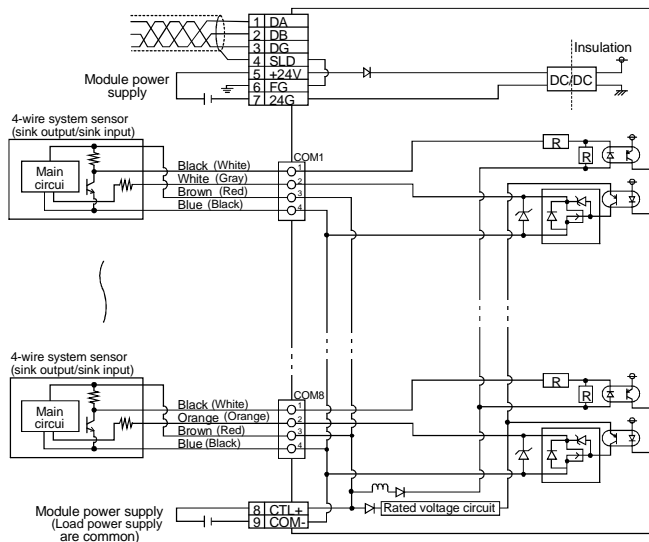 1 DA
2 DB
3 DG
4 SLD
5 +24V
6 FG
7 24G
Insulation
DC/DC
Module power
supply
4-wire system sensor
(sink output/sink input)
Main
circui
COM1
Black (White)
White (Gray)
Brown (Red)
Blue (Black)
1
2
3
4
R
R
4-wire system sensor
(sink output/sink input)
Main
circui
COM8
Black (White)
Orange (Orange)
Brown (Red)
Blue (Black)
1
2
3
4
R
R
Module power supply
(Load power supply
are common)
8 CTL+
9 COM-
Rated voltage circuit